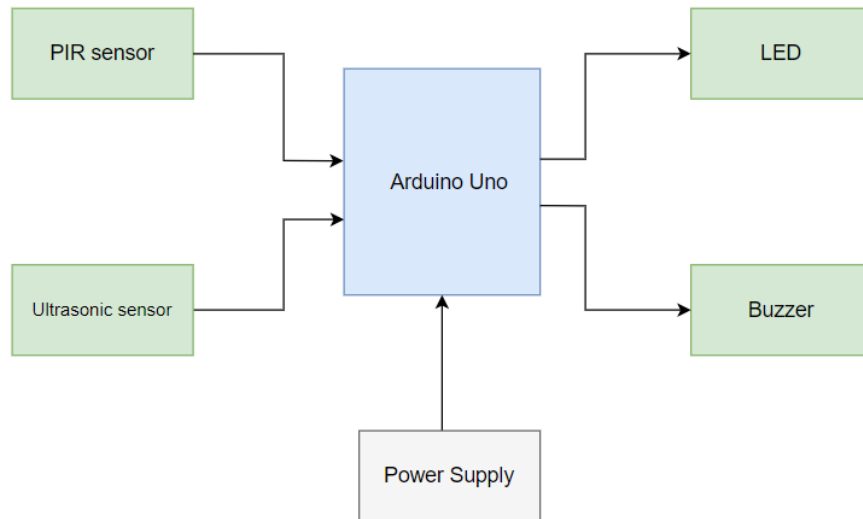 PIR sensor
LED
Arduino Uno
Ultrasonic sensor
Buzzer
Power Supply